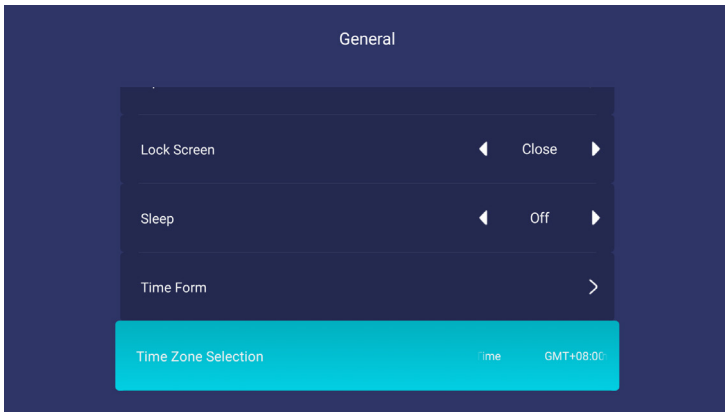 General
Lock Screen Close
Sleep Off
Time Form
Time Zone Selection Time GMT+08:00